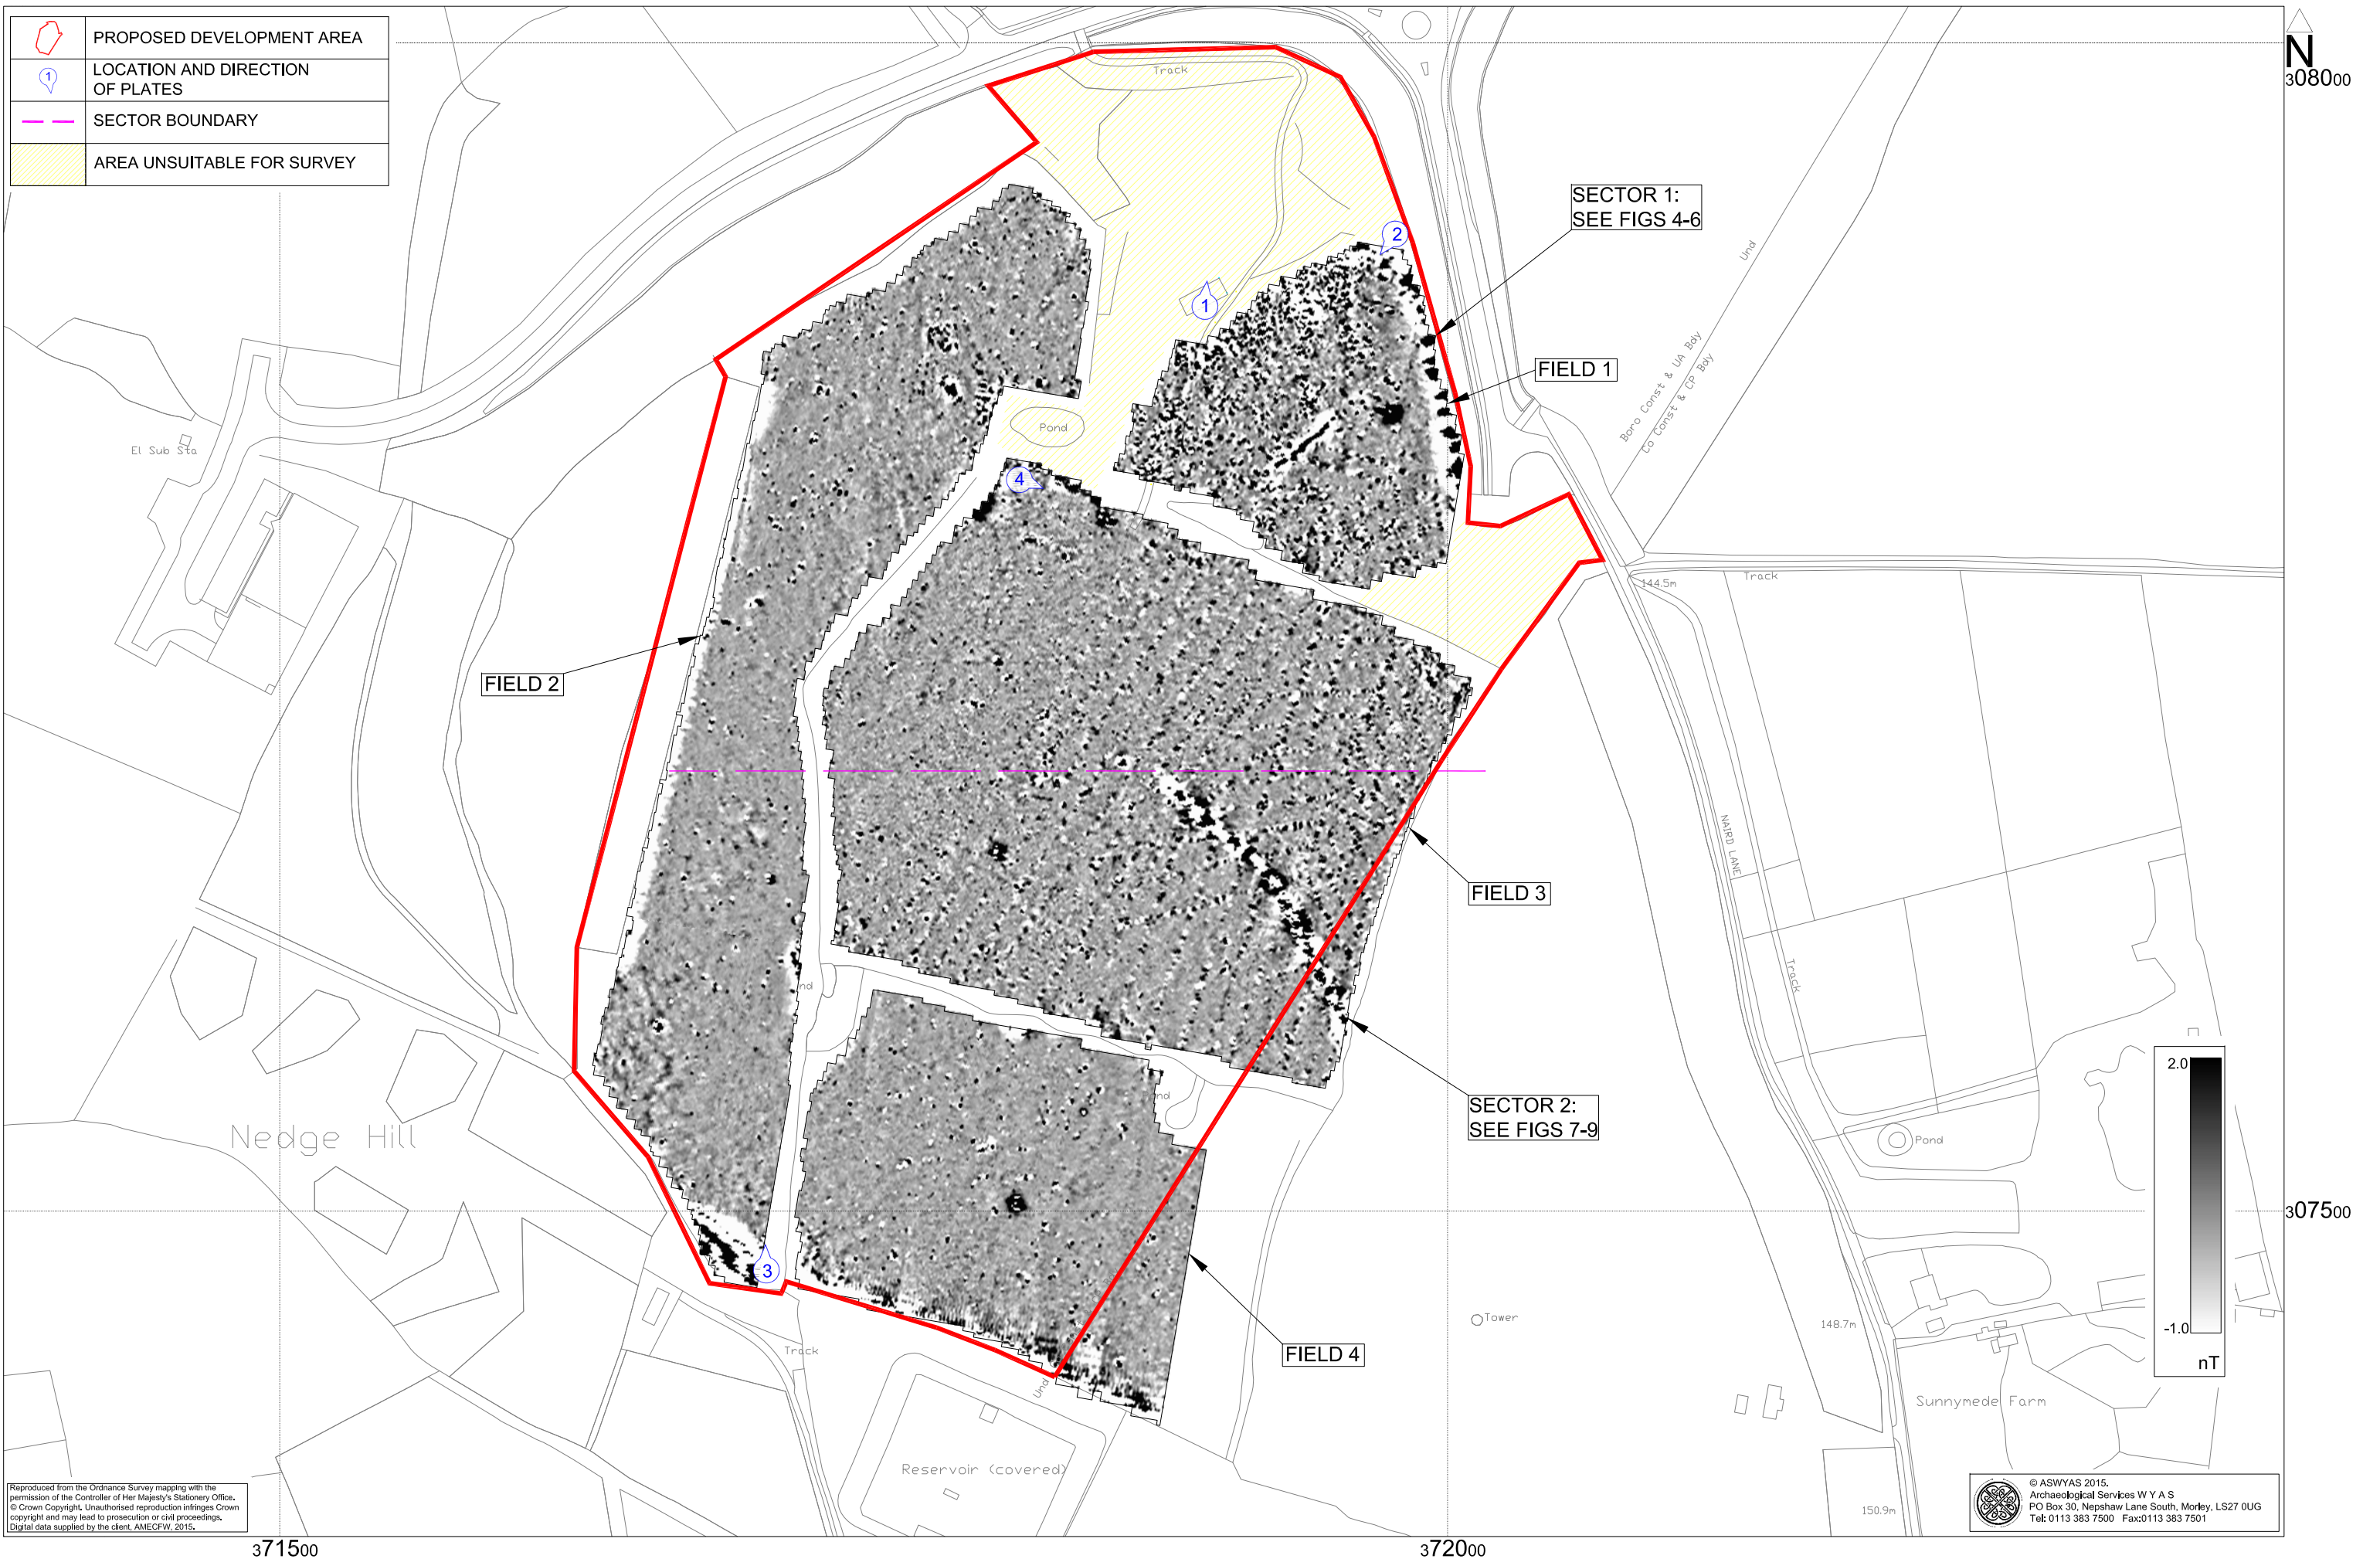 PROPOSED DEVELOPMENT AREA
1
LOCATION AND DIRECTION
OF PLATES
SECTOR BOUNDARY
AREA UNSUITABLE FOR SURVEY
N
308000
Track
SECTOR 1:
SEE FIGS 4-6
2
Und
1
Boro Const & UA Bdy
Co Const & CP Bdy
FIELD 1
Pond
El Sub Sta
4
144.5m
Track
FIELD 2
NAIRD LANE
FIELD 3
Track
nd
2.0
SECTOR 2:
SEE FIGS 7-9
nd
Nedge Hill
Pond
307500
3
Tower
148.7m
-1.0
Track
FIELD 4
nT
Und
Sunnymede Farm
Reservoir (covered)
150.9m
Reproduced from the Ordnance Survey mapping with the
permission of the Controller of Her Majesty's Stationery Office.
© Crown Copyright. Unauthorised reproduction infringes Crown
copyright and may lead to prosecution or civil proceedings.
Digital data supplied by the client, AMECFW, 2015.
© ASWYAS 2015.
Archaeological Services W Y A S
PO Box 30, Nepshaw Lane South, Morley, LS27 0UG
Tel: 0113 383 7500 Fax:0113 383 7501
371500
372000